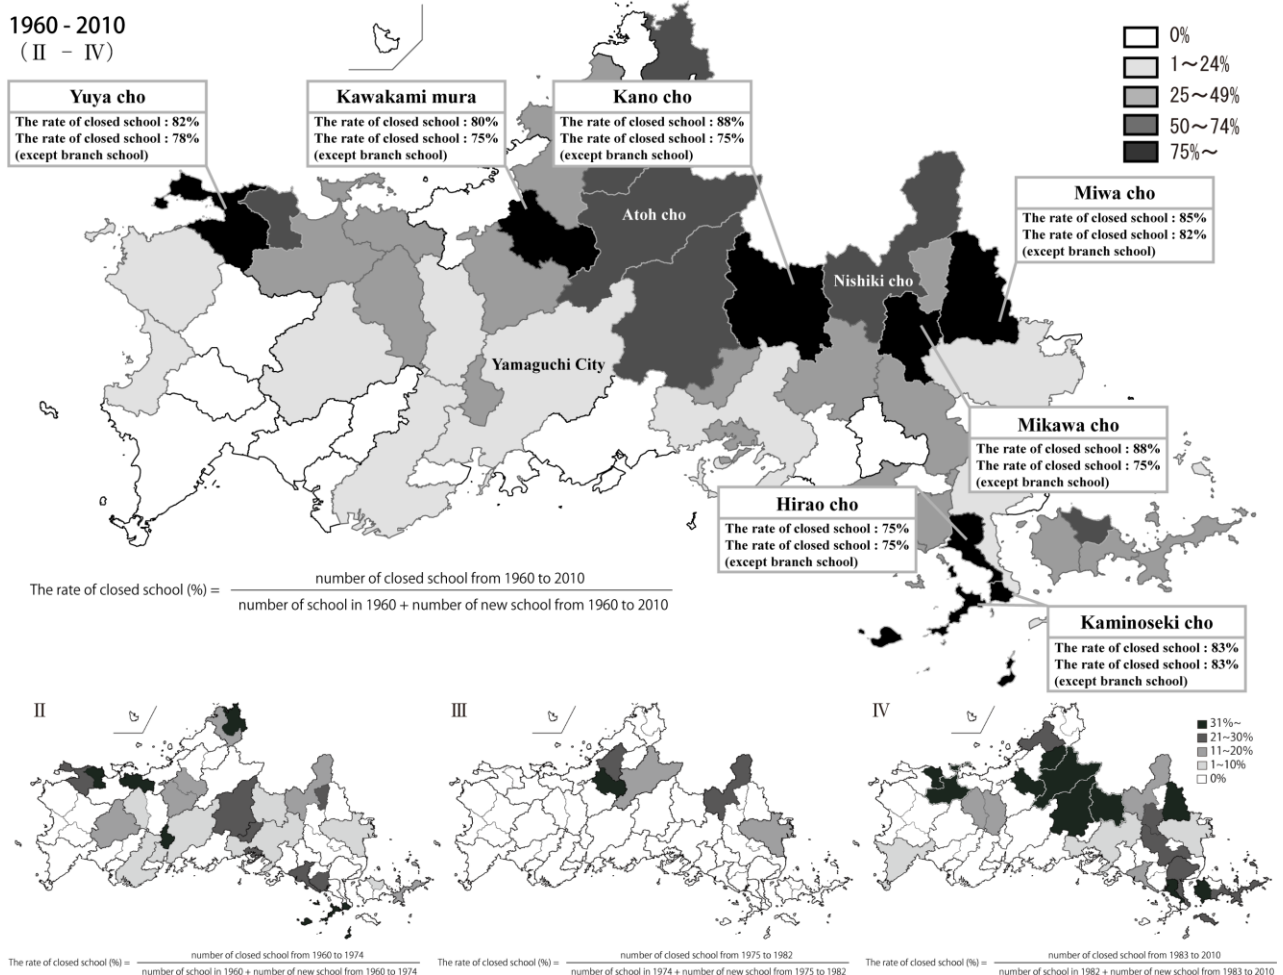 1960 - 2010
(Ⅱ － Ⅳ)
0%
1～24%
25～49%
50～74%
75%～
Yuya cho
The rate of closed school : 82%
The rate of closed school : 78%
(except branch school)
Kawakami mura
The rate of closed school : 80%
The rate of closed school : 75%
(except branch school)
Kano cho
The rate of closed school : 88%
The rate of closed school : 75%
(except branch school)
Miwa cho
The rate of closed school : 85%
The rate of closed school : 82%
(except branch school)
Atoh cho
Nishiki cho
Yamaguchi City
Mikawa cho
The rate of closed school : 88%
The rate of closed school : 75%
(except branch school)
Hirao cho
The rate of closed school : 75%
The rate of closed school : 75%
(except branch school)
The rate of closed school (%) =
number of closed school from 1960 to 2010
number of school in 1960 + number of new school from 1960 to 2010
Kaminoseki cho
The rate of closed school : 83%
The rate of closed school : 83%
(except branch school)
Ⅱ
Ⅲ
Ⅳ
31%~
21~30%
11~20%
1~10%
0%
The rate of closed school (%) =
number of closed school from 1960 to 1974
number of school in 1960 + number of new school from 1960 to 1974
The rate of closed school (%) =
number of closed school from 1975 to 1982
number of school in 1974 + number of new school from 1975 to 1982
The rate of closed school (%) =
number of closed school from 1983 to 2010
number of school in 1982 + number of new school from 1983 to 2010